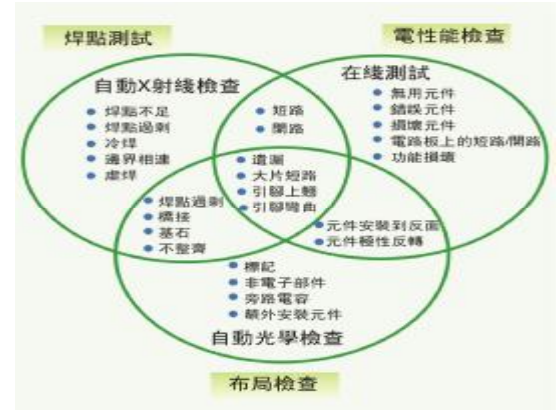 焊點測試
電性能檢查
自動X射綫檢查
焊點不足
焊點過剩
冷焊
邊界相連
虛焊
在綫測試
無用元件
錯誤元件
損壞元件
電路板上的短路/開路
功能損壞
短路
開路
遺漏
大片短路
引腳上翹
引腳彎曲
焊點過剩
橋接
基石
不整齊
元件安裝到反面
元件極性反轉
標記
非電子部件
旁路電容
額外安裝元件
自動光學檢查
布局檢查